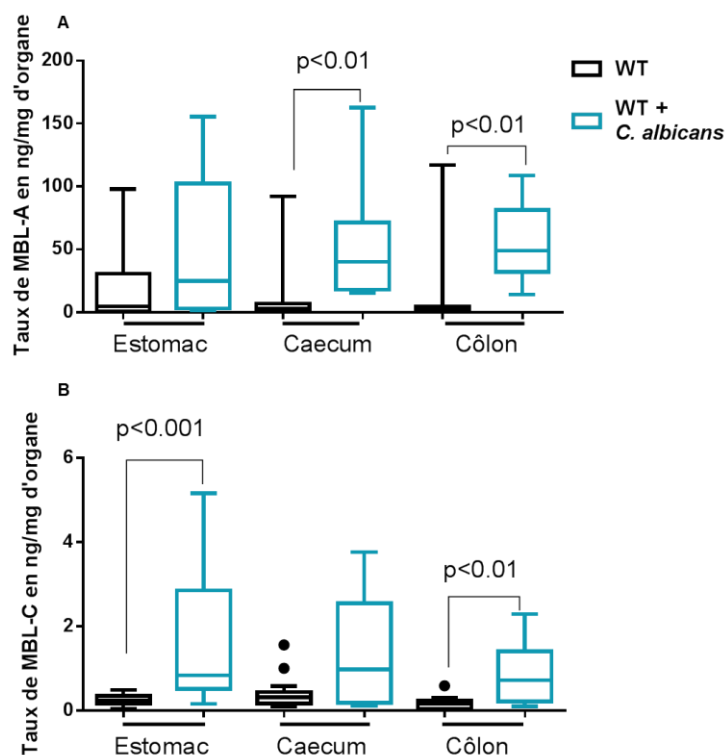 A
Taux de MBL-A en ng/mg d'organe
200
150
100
50
0
p<0.01
p<0.01
Estomac
Caecum
Côlon
WT
WT +
C. albicans
B
Taux de MBL-C en ng/mg d'organe
6
4
2
0
p<0.001
p<0.01
Estomac
Caecum
Côlon